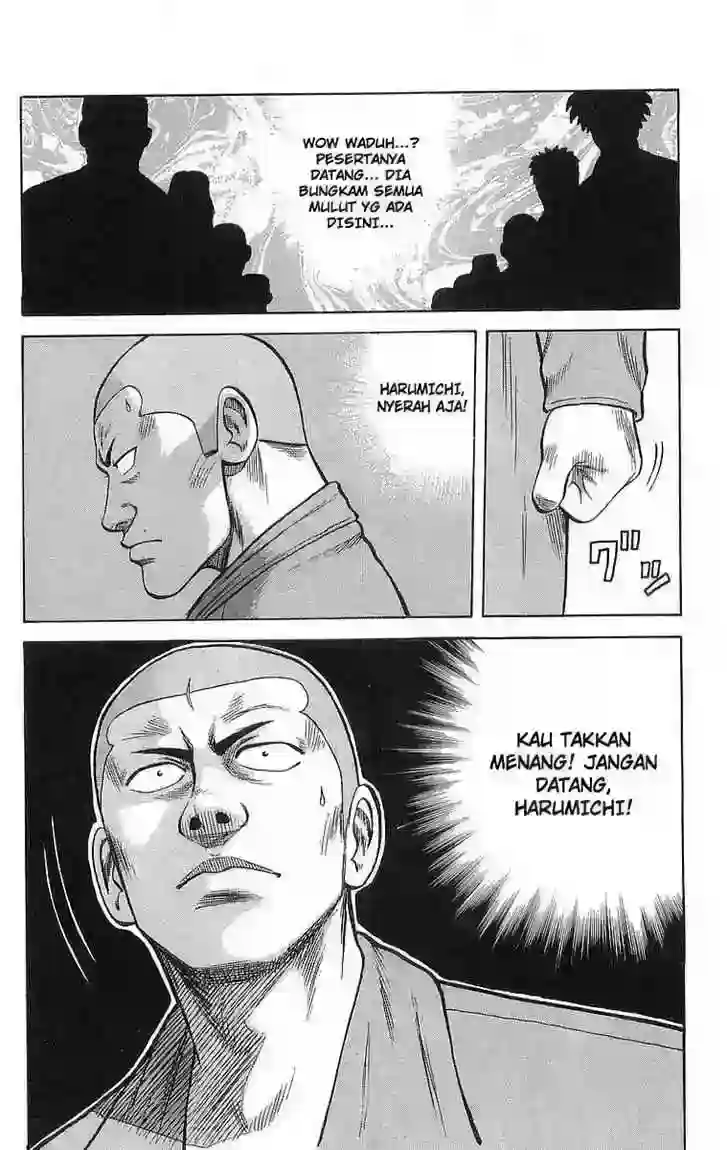 WOW WADUH...?
PESERTANYA
DATANG... DIA
BUNGKAM SEMUA
MULUT YG ADA
DISINI...
HARUMICHI,
NYERAH AJA!
グッ
KAU TAKKAN
MENANG! JANGAN
DATANG,
HARUMICHI!